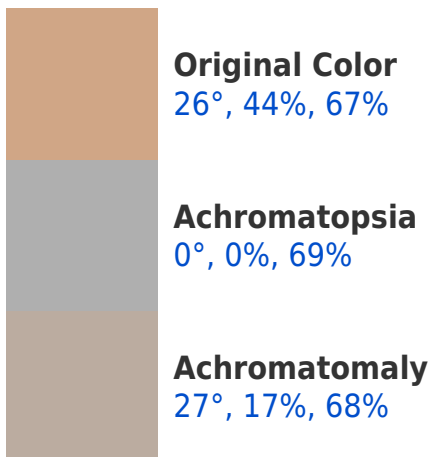 Original Color
26°, 44%, 67%
Achromatopsia
0°, 0%, 69%
Achromatomaly
27°, 17%, 68%